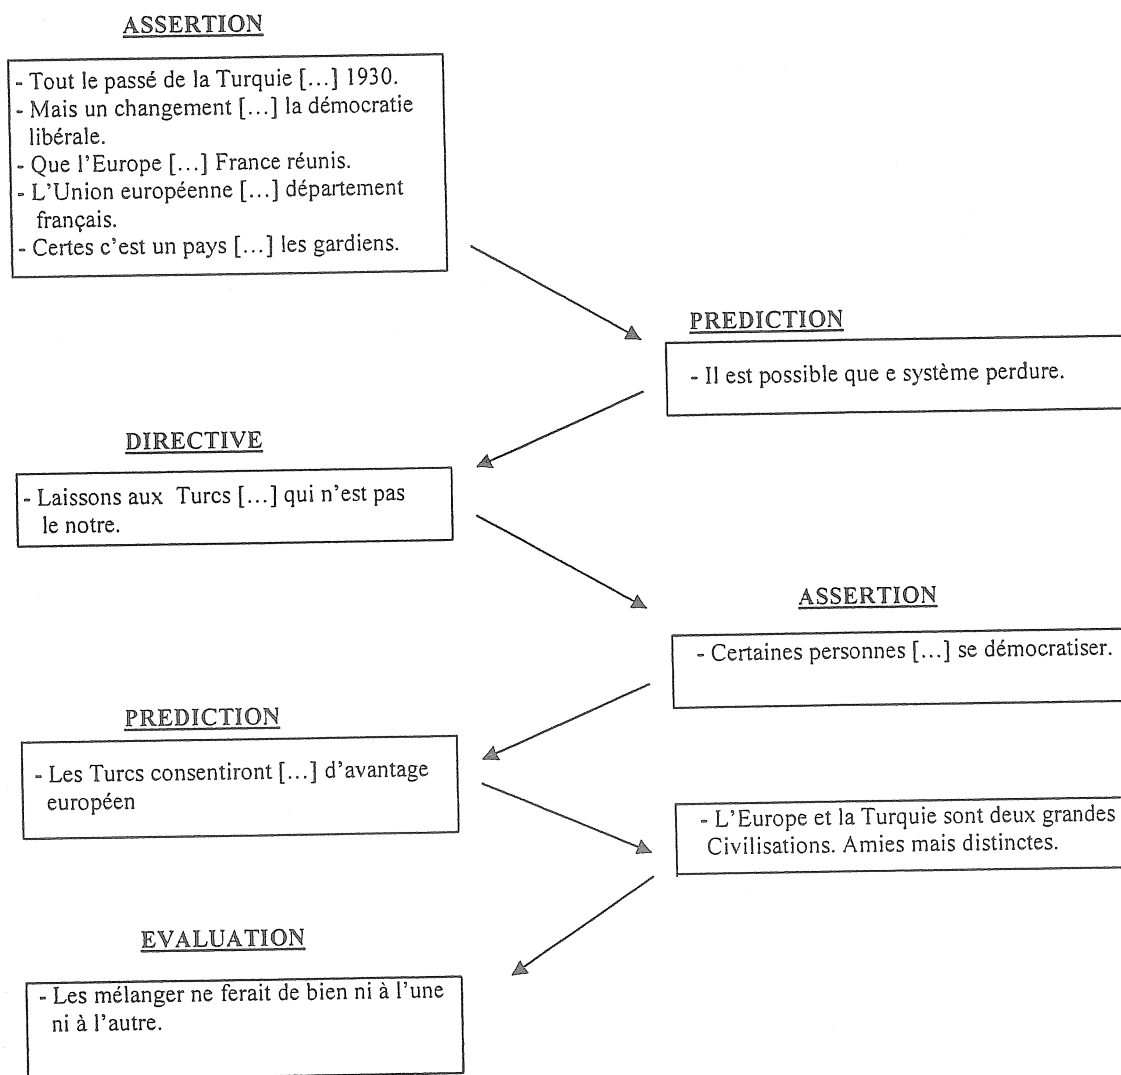 ASSERTION
- Tout le passé de la Turquie [...] 1930.
- Mais un changement [...] la démocratie
libérale.
- Que l'Europe [...] France réunis.
- L'Union européenne [...] département
français.
- Certes c'est un pays [...] les gardiens.
PREDICTION
- Il est possible que e système perdure.
DIRECTIVE
- Laissons aux Turcs [...] qui n'est pas
le notre.
ASSERTION
- Certaines personnes [...] se démocratiser.
PREDICTION
- Les Turcs consentiront [...] d'avantage
européen
- L'Europe et la Turquie sont deux grandes
Civilisations. Amies mais distinctes.
EVALUATION
- Les mélanger ne ferait de bien ni à l'une
ni à l'autre.